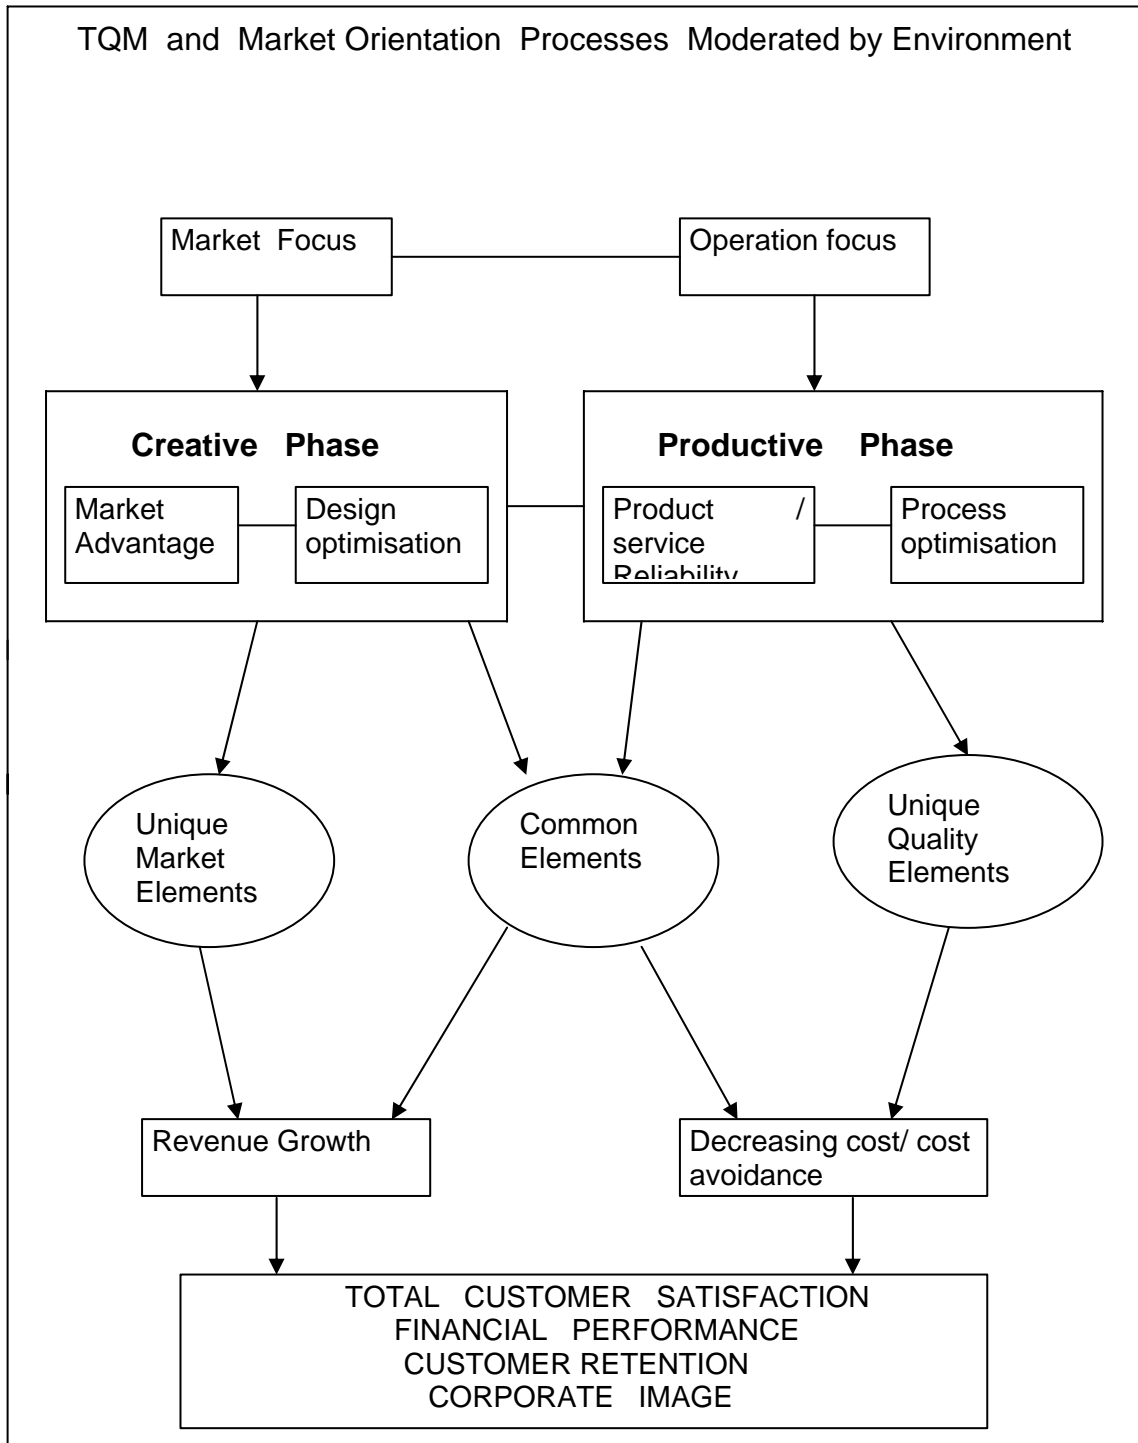 TQM and Market Orientation Processes Moderated by Environment
Market Focus
Operation focus
Creative Phase
Market
Advantage
Design
optimisation
Productive Phase
Product /
service
Reliability
Process
optimisation
Unique
Market
Elements
Common
Elements
Unique
Quality
Elements
Revenue Growth
Decreasing cost/ cost
avoidance
TOTAL CUSTOMER SATISFACTION
FINANCIAL PERFORMANCE
CUSTOMER RETENTION
CORPORATE IMAGE